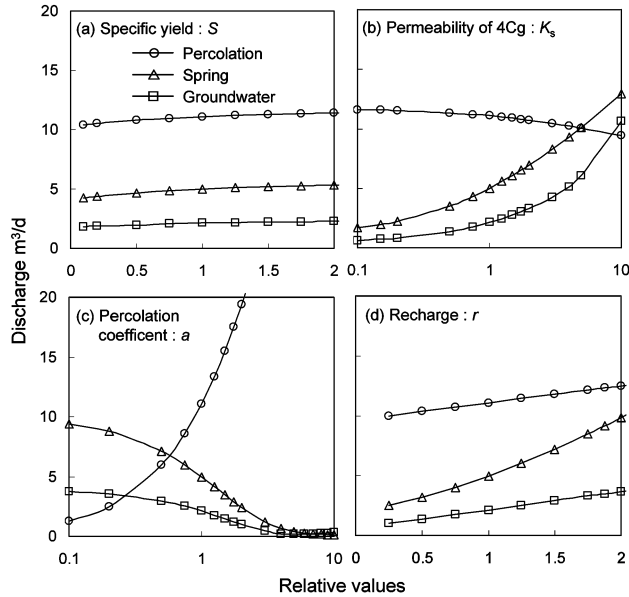 (a) Specific yield : S
Percolation
Spring
Groundwater
(b) Permeability of 4Cg : Ks
20
15
10
5
0
0 0.5 1.0 1.5 2
0.1 1 10
Discharge m³/d
(c) Percolation
coefficent : a
(d) Recharge : r
20
15
10
5
0
0.1 1 10
0 0.5 1.0 1.5 2
Relative values